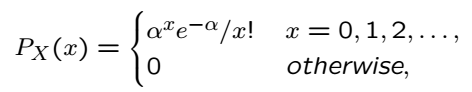 P_X(x) = { α^x e^{−α}/x!   x = 0, 1, 2, . . . ,
0   otherwise,